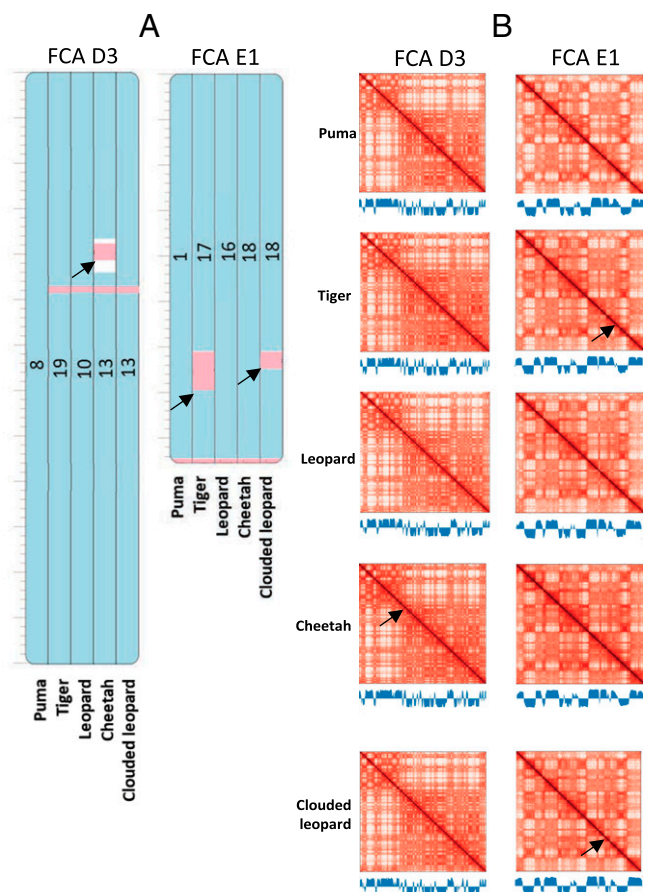 A
FCA D3
FCA E1
8
19
10
13
13
1
17
16
18
18
Puma
Tiger
Leopard
Cheetah
Clouded leopard
Puma
Tiger
Leopard
Cheetah
Clouded leopard
B
FCA D3
FCA E1
Puma
Tiger
Leopard
Cheetah
Clouded
leopard